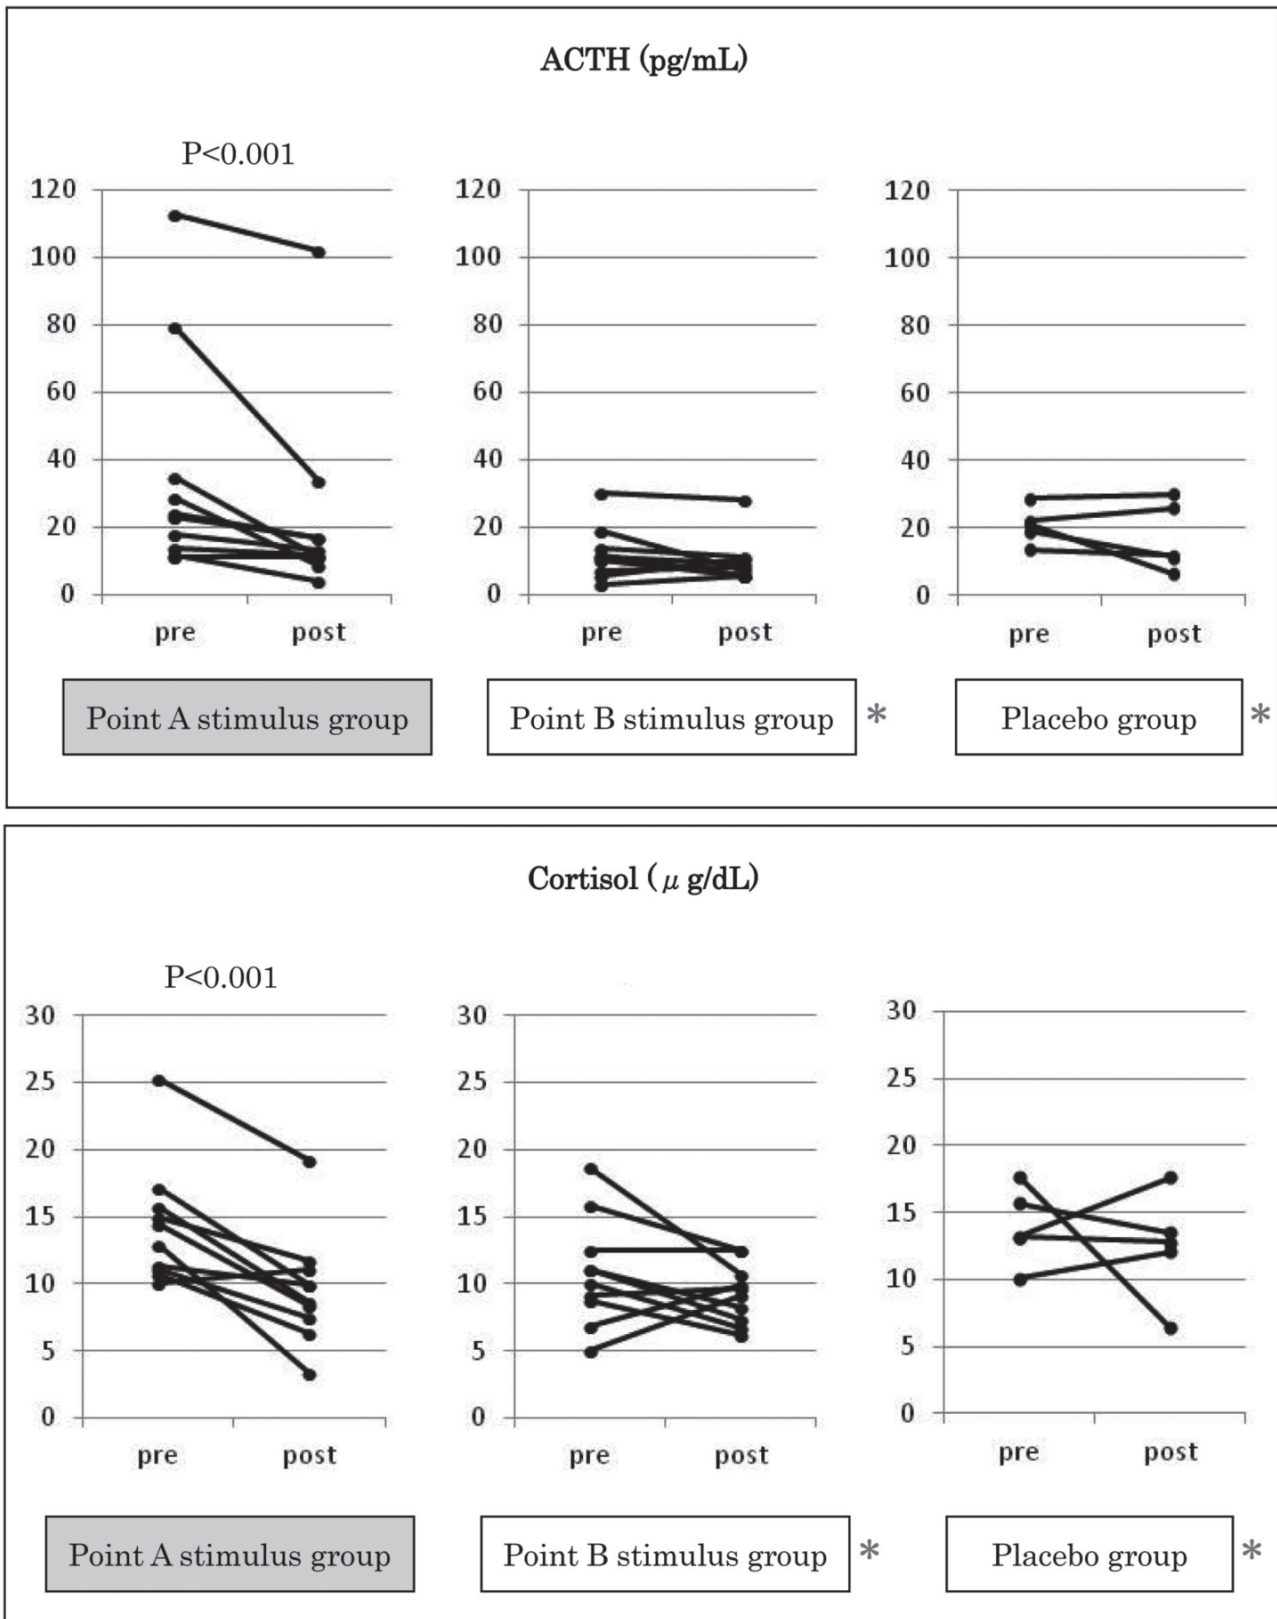 ACTH (pg/mL)
P<0.001
120 120 120
100 100 100
80 80 80
60 60 60
40 40 40
20 20 20
0 0 0
pre post pre post pre post
Point A stimulus group Point B stimulus group * Placebo group *
Cortisol (μ g/dL)
P<0.001
30 30 30
25 25 25
20 20 20
15 15 15
10 10 10
5 5 5
0 0 0
pre post pre post pre post
Point A stimulus group Point B stimulus group * Placebo group *